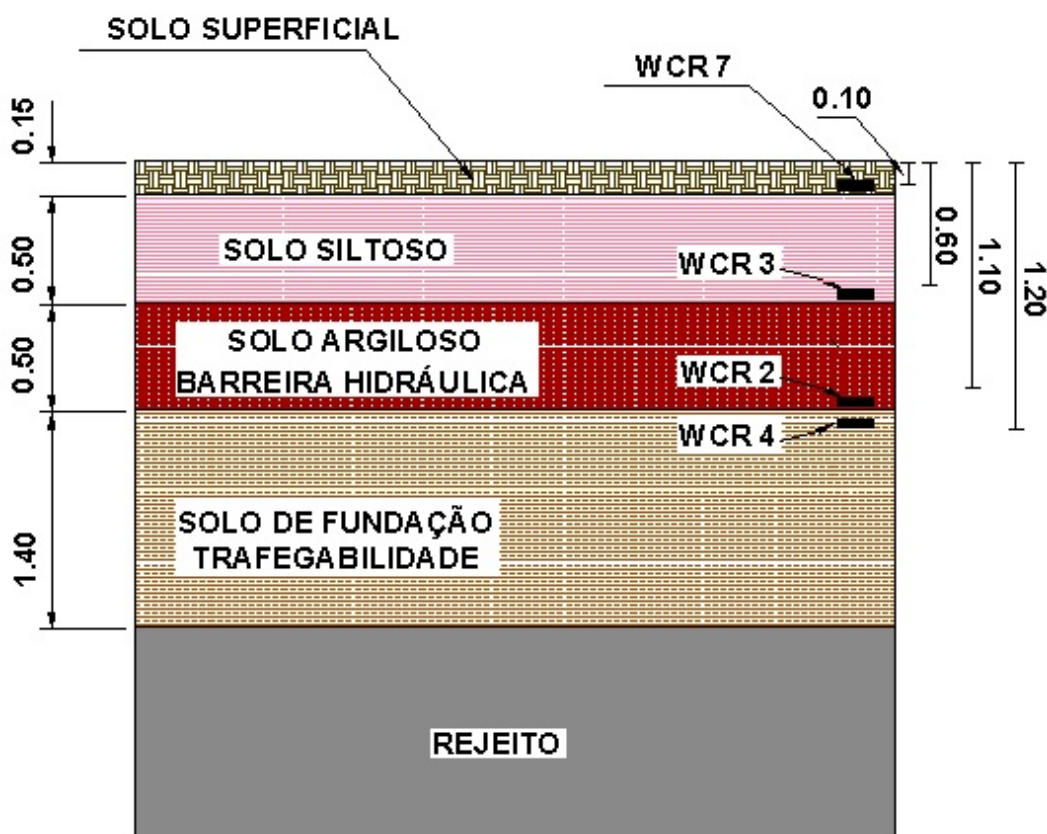 SOLO SUPERFICIAL
WCR 7
0.10
0.15
SOLO SILTOSO
WCR 3
0.50
0.60
1.10
1.20
SOLO ARGILOSO
BARREIRA HIDRÁULICA
WCR 2
0.50
WCR 4
SOLO DE FUNDAÇÃO
TRAFEGABILIDADE
1.40
REJEITO